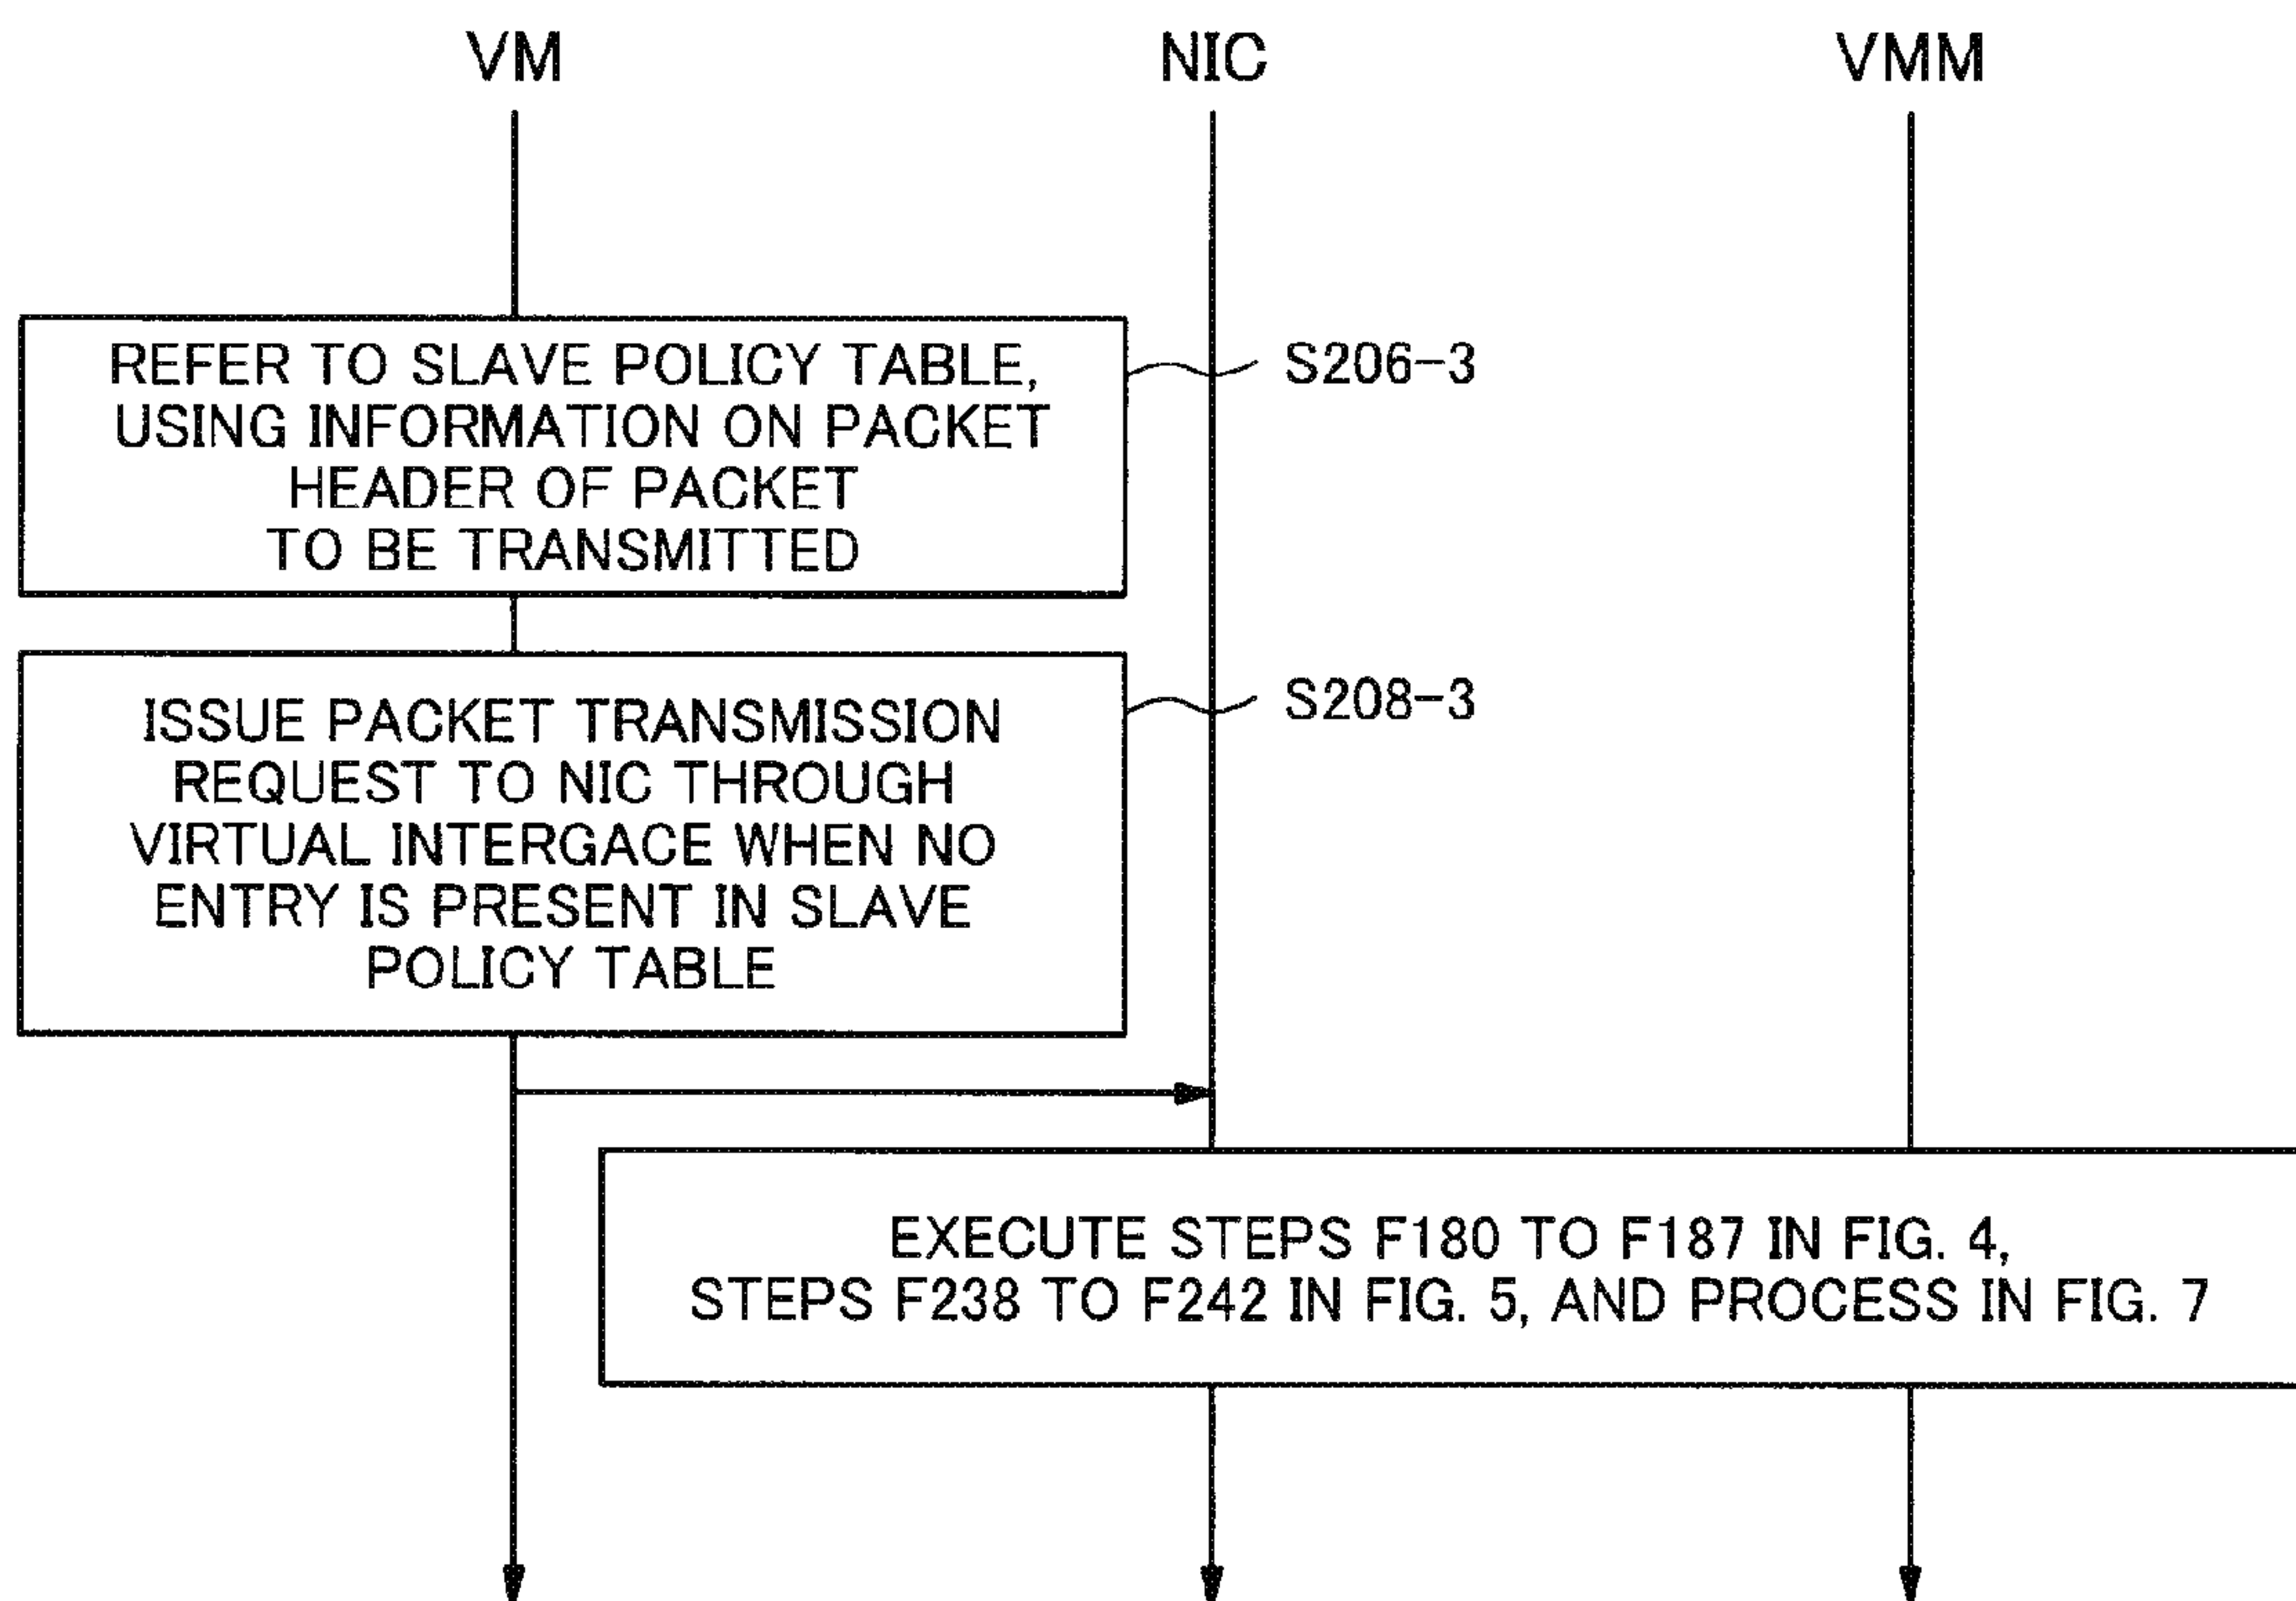 VM
NIC
VMM
REFER TO SLAVE POLICY TABLE,
USING INFORMATION ON PACKET
HEADER OF PACKET
TO BE TRANSMITTED
S206-3
ISSUE PACKET TRANSMISSION
REQUEST TO NIC THROUGH
VIRTUAL INTERGACE WHEN NO
ENTRY IS PRESENT IN SLAVE
POLICY TABLE
S208-3
EXECUTE STEPS F180 TO F187 IN FIG. 4,
STEPS F238 TO F242 IN FIG. 5, AND PROCESS IN FIG. 7